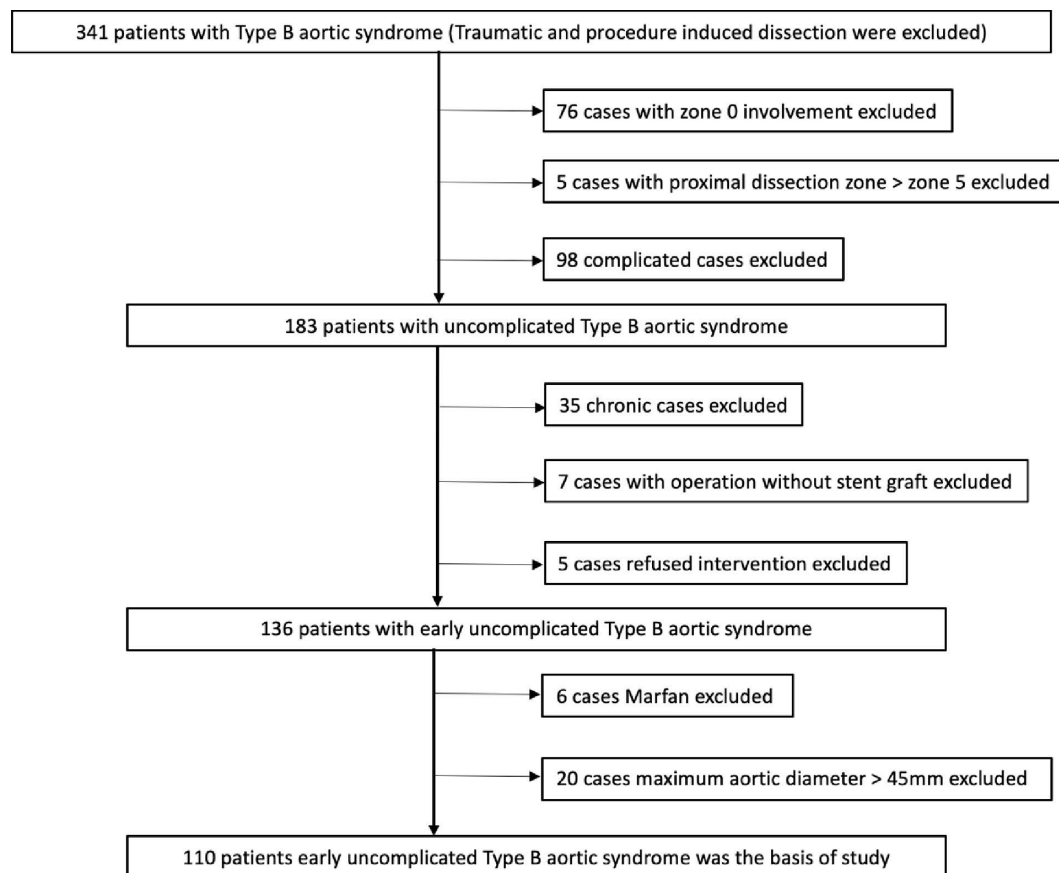 341 patients with Type B aortic syndrome (Traumatic and procedure induced dissection were excluded)
76 cases with zone 0 involvement excluded
5 cases with proximal dissection zone > zone 5 excluded
98 complicated cases excluded
183 patients with uncomplicated Type B aortic syndrome
35 chronic cases excluded
7 cases with operation without stent graft excluded
5 cases refused intervention excluded
136 patients with early uncomplicated Type B aortic syndrome
6 cases Marfan excluded
20 cases maximum aortic diameter > 45mm excluded
110 patients early uncomplicated Type B aortic syndrome was the basis of study